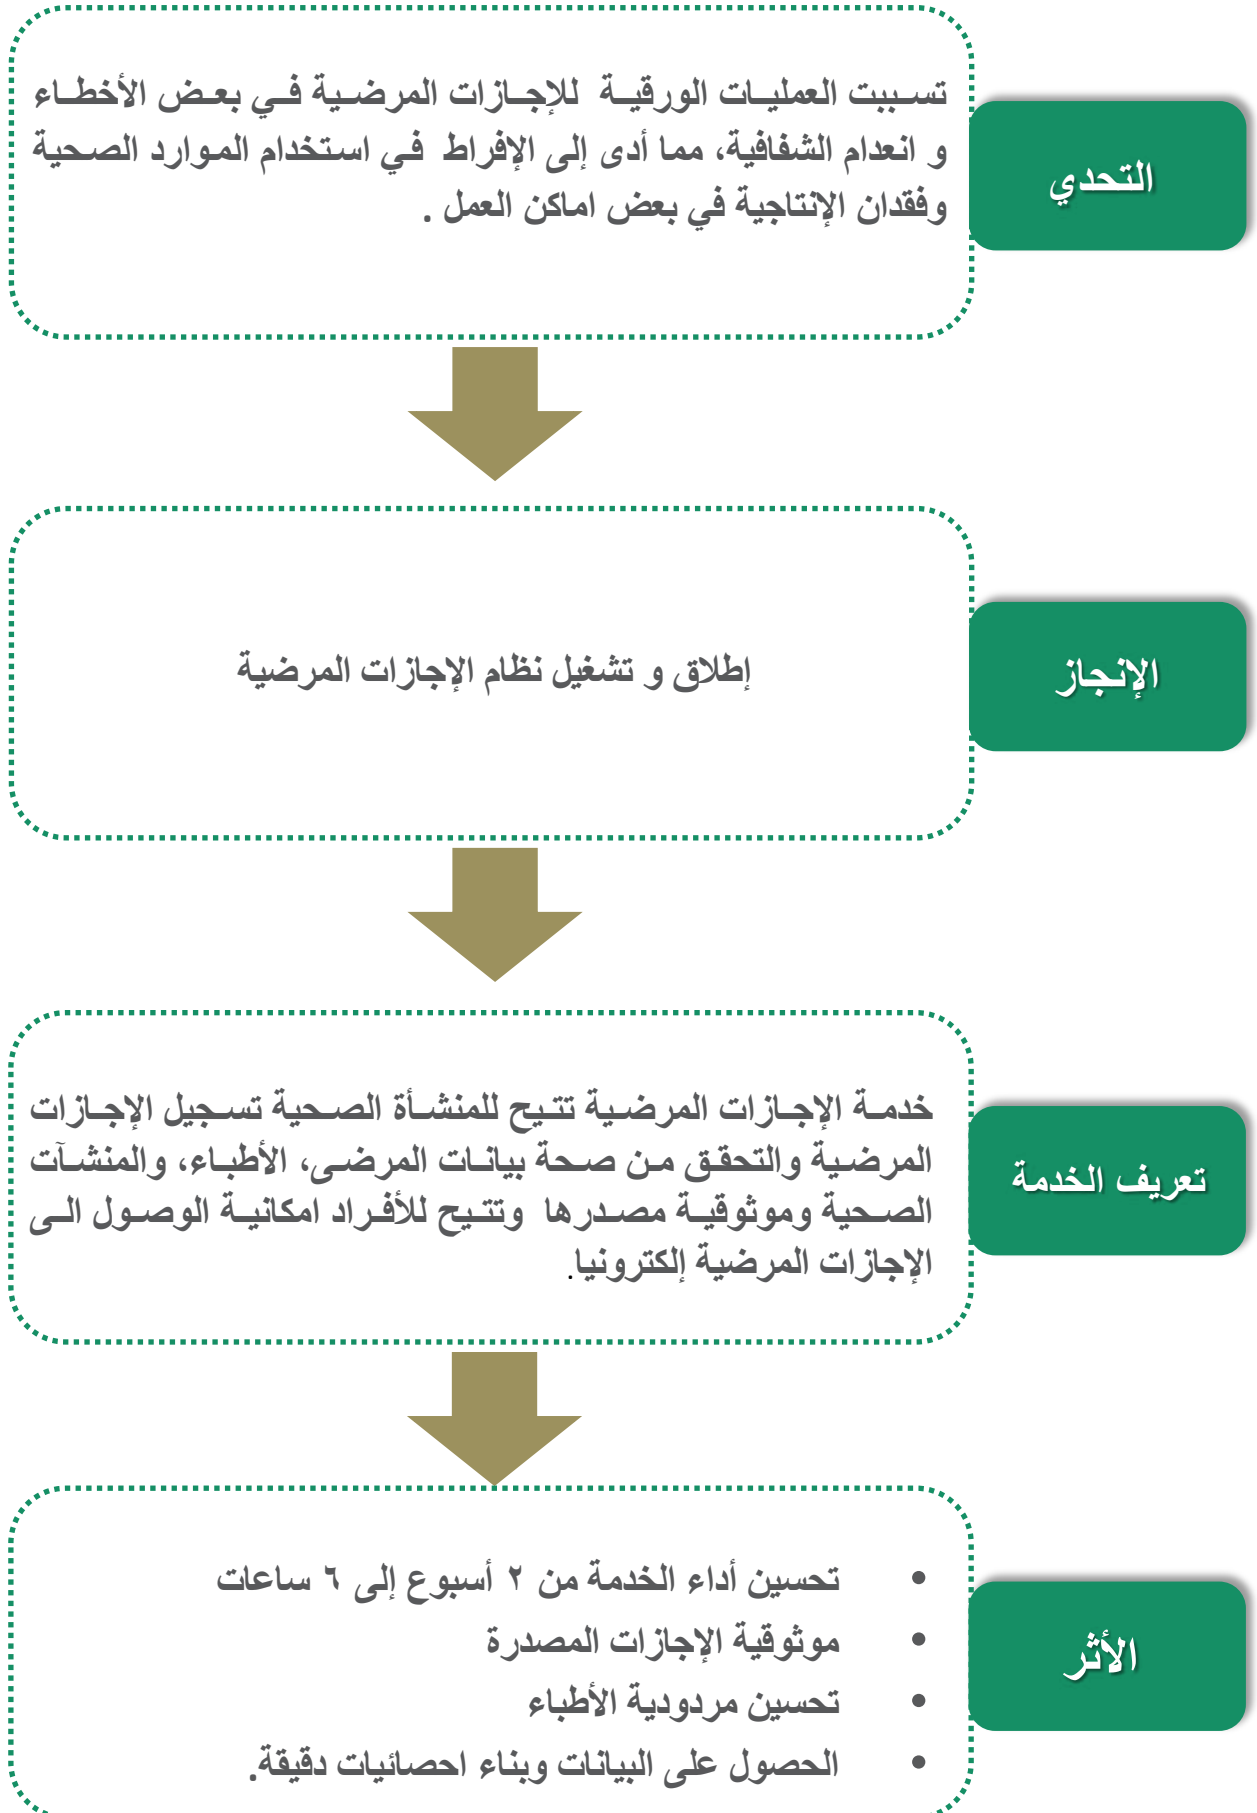 التحدي
تسببت العمليات الورقية للإجازات المرضية في بعض الأخطاء
و انعدام الشفافية، مما أدى إلى الإفراط في استخدام الموارد الصحية
وفقدان الإنتاجية في بعض اماكن العمل .
الإنجاز
إطلاق و تشغيل نظام الإجازات المرضية
تعريف الخدمة
خدمة الإجازات المرضية تتيح للمنشأة الصحية تسجيل الإجازات
المرضية والتحقق من صحة بيانات المرضى، الأطباء، والمنشآت
الصحية وموثوقية مصدرها وتتيح للأفراد امكانية الوصول الى
الإجازات المرضية إلكترونيا.
الأثر
• تحسين أداء الخدمة من ٢ أسبوع إلى ٦ ساعات
• موثوقية الإجازات المصدرة
• تحسين مردودية الأطباء
• الحصول على البيانات وبناء احصائيات دقيقة.